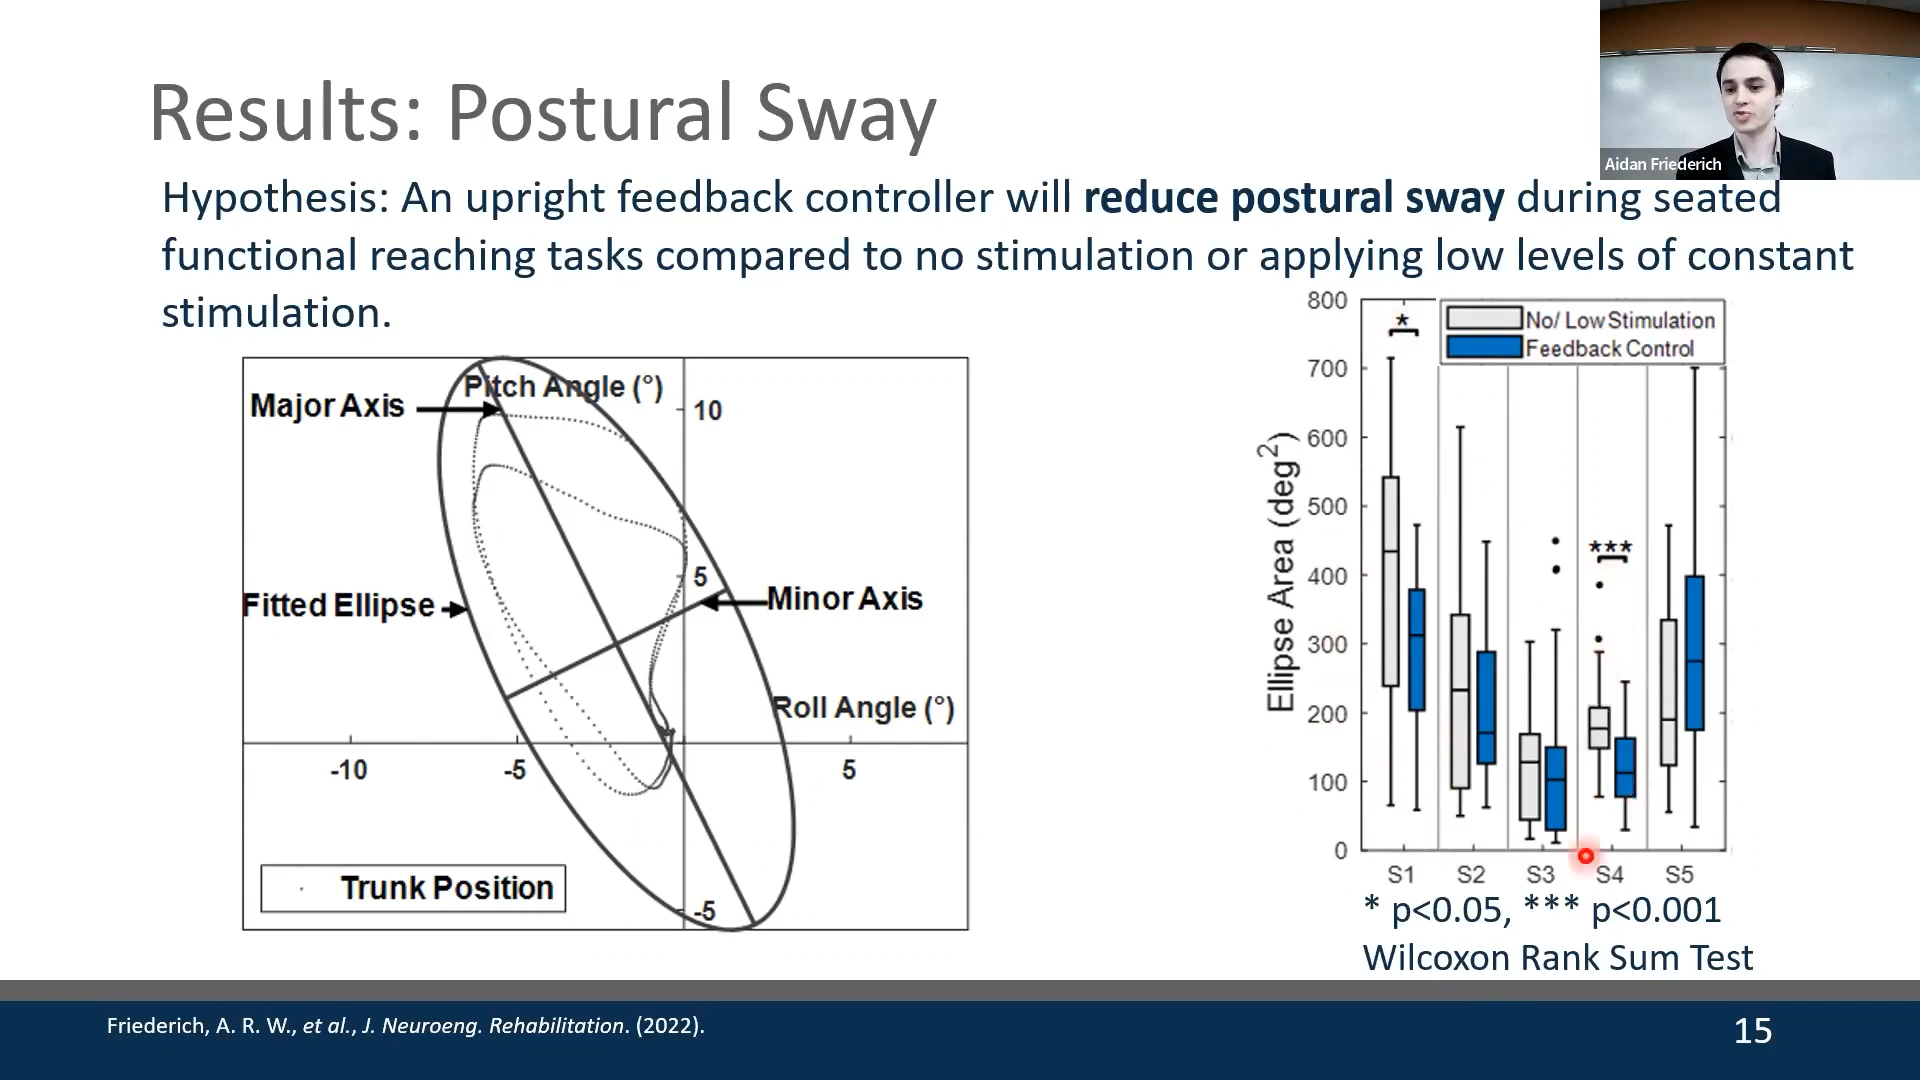 Aidan Friederich
Results: Postural Sway
Hypothesis: An upright feedback controller will reduce postural sway during seated
functional reaching tasks compared to no stimulation or applying low levels of constant
stimulation.
Pitch Angle (°)
Major Axis
10
5
Minor Axis
Fitted Ellipse
Roll Angle (°)
-10
-5
5
Trunk Position
-5
800
700
600
500
400
300
200
100
0
Ellipse Area (deg²)
No/ Low Stimulation
Feedback Control
*
***
S1 S2 S3 S4 S5
* p<0.05, *** p<0.001
Wilcoxon Rank Sum Test
Friederich, A. R. W., et al., J. Neuroeng. Rehabilitation. (2022).
15